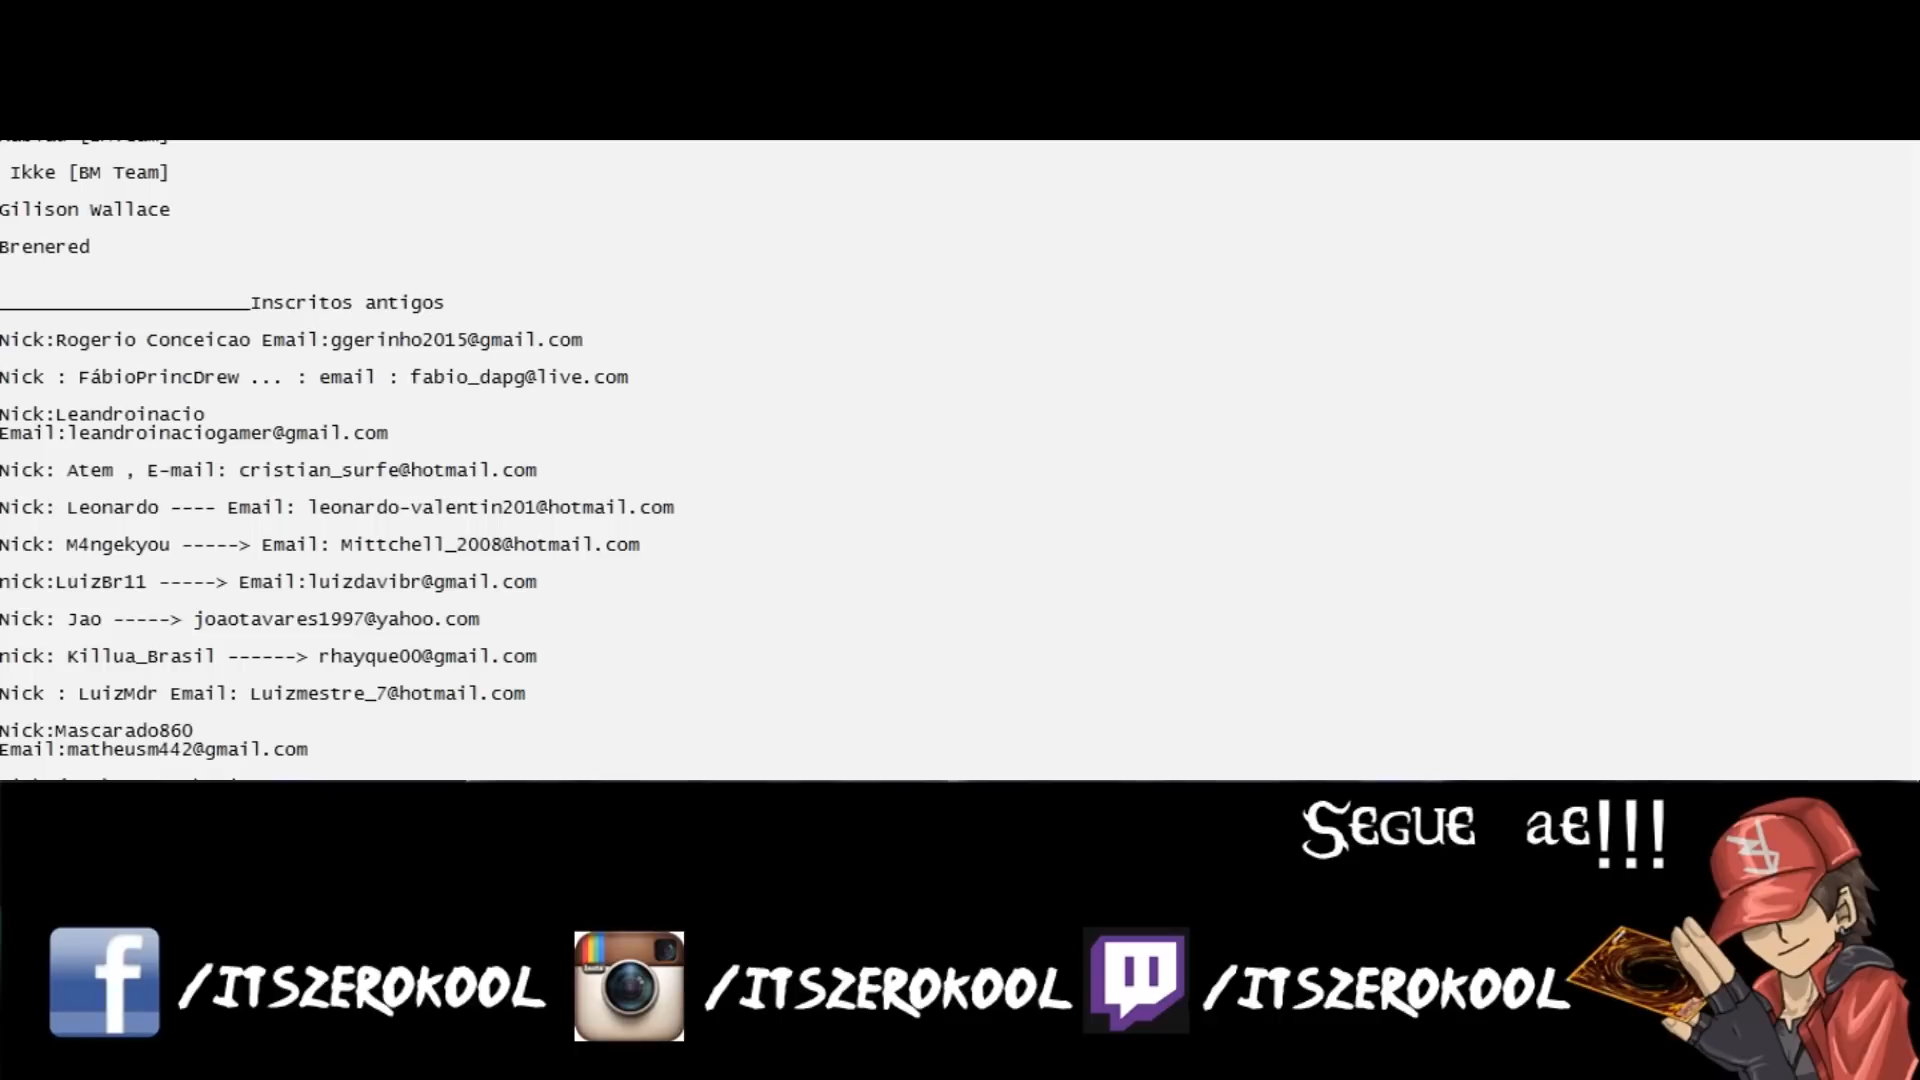 Ikke [BM Team]
Gilison Wallace
Brenered
______________________Inscritos antigos
Nick:Rogerio Conceicao Email:ggerinho2015@gmail.com
Nick : FábioPrincDrew ... : email : fabio_dapg@live.com
Nick:Leandroinacio
Email:leandroinaciogamer@gmail.com
Nick: Atem , E-mail: cristian_surfe@hotmail.com
Nick: Leonardo ---- Email: leonardo-valentin201@hotmail.com
Nick: M4ngekyou -----> Email: Mittchell_2008@hotmail.com
nick:LuizBr11 -----> Email:luizdavibr@gmail.com
Nick: Jao -----> joaotavares1997@yahoo.com
nick: Killua_Brasil ------> rhayque00@gmail.com
Nick : LuizMdr Email: Luizmestre_7@hotmail.com
Nick:Mascarado860
Email:matheusm442@gmail.com
SEGUE AE!!!
/ITSZEROKOOL /ITSZEROKOOL /ITSZEROKOOL